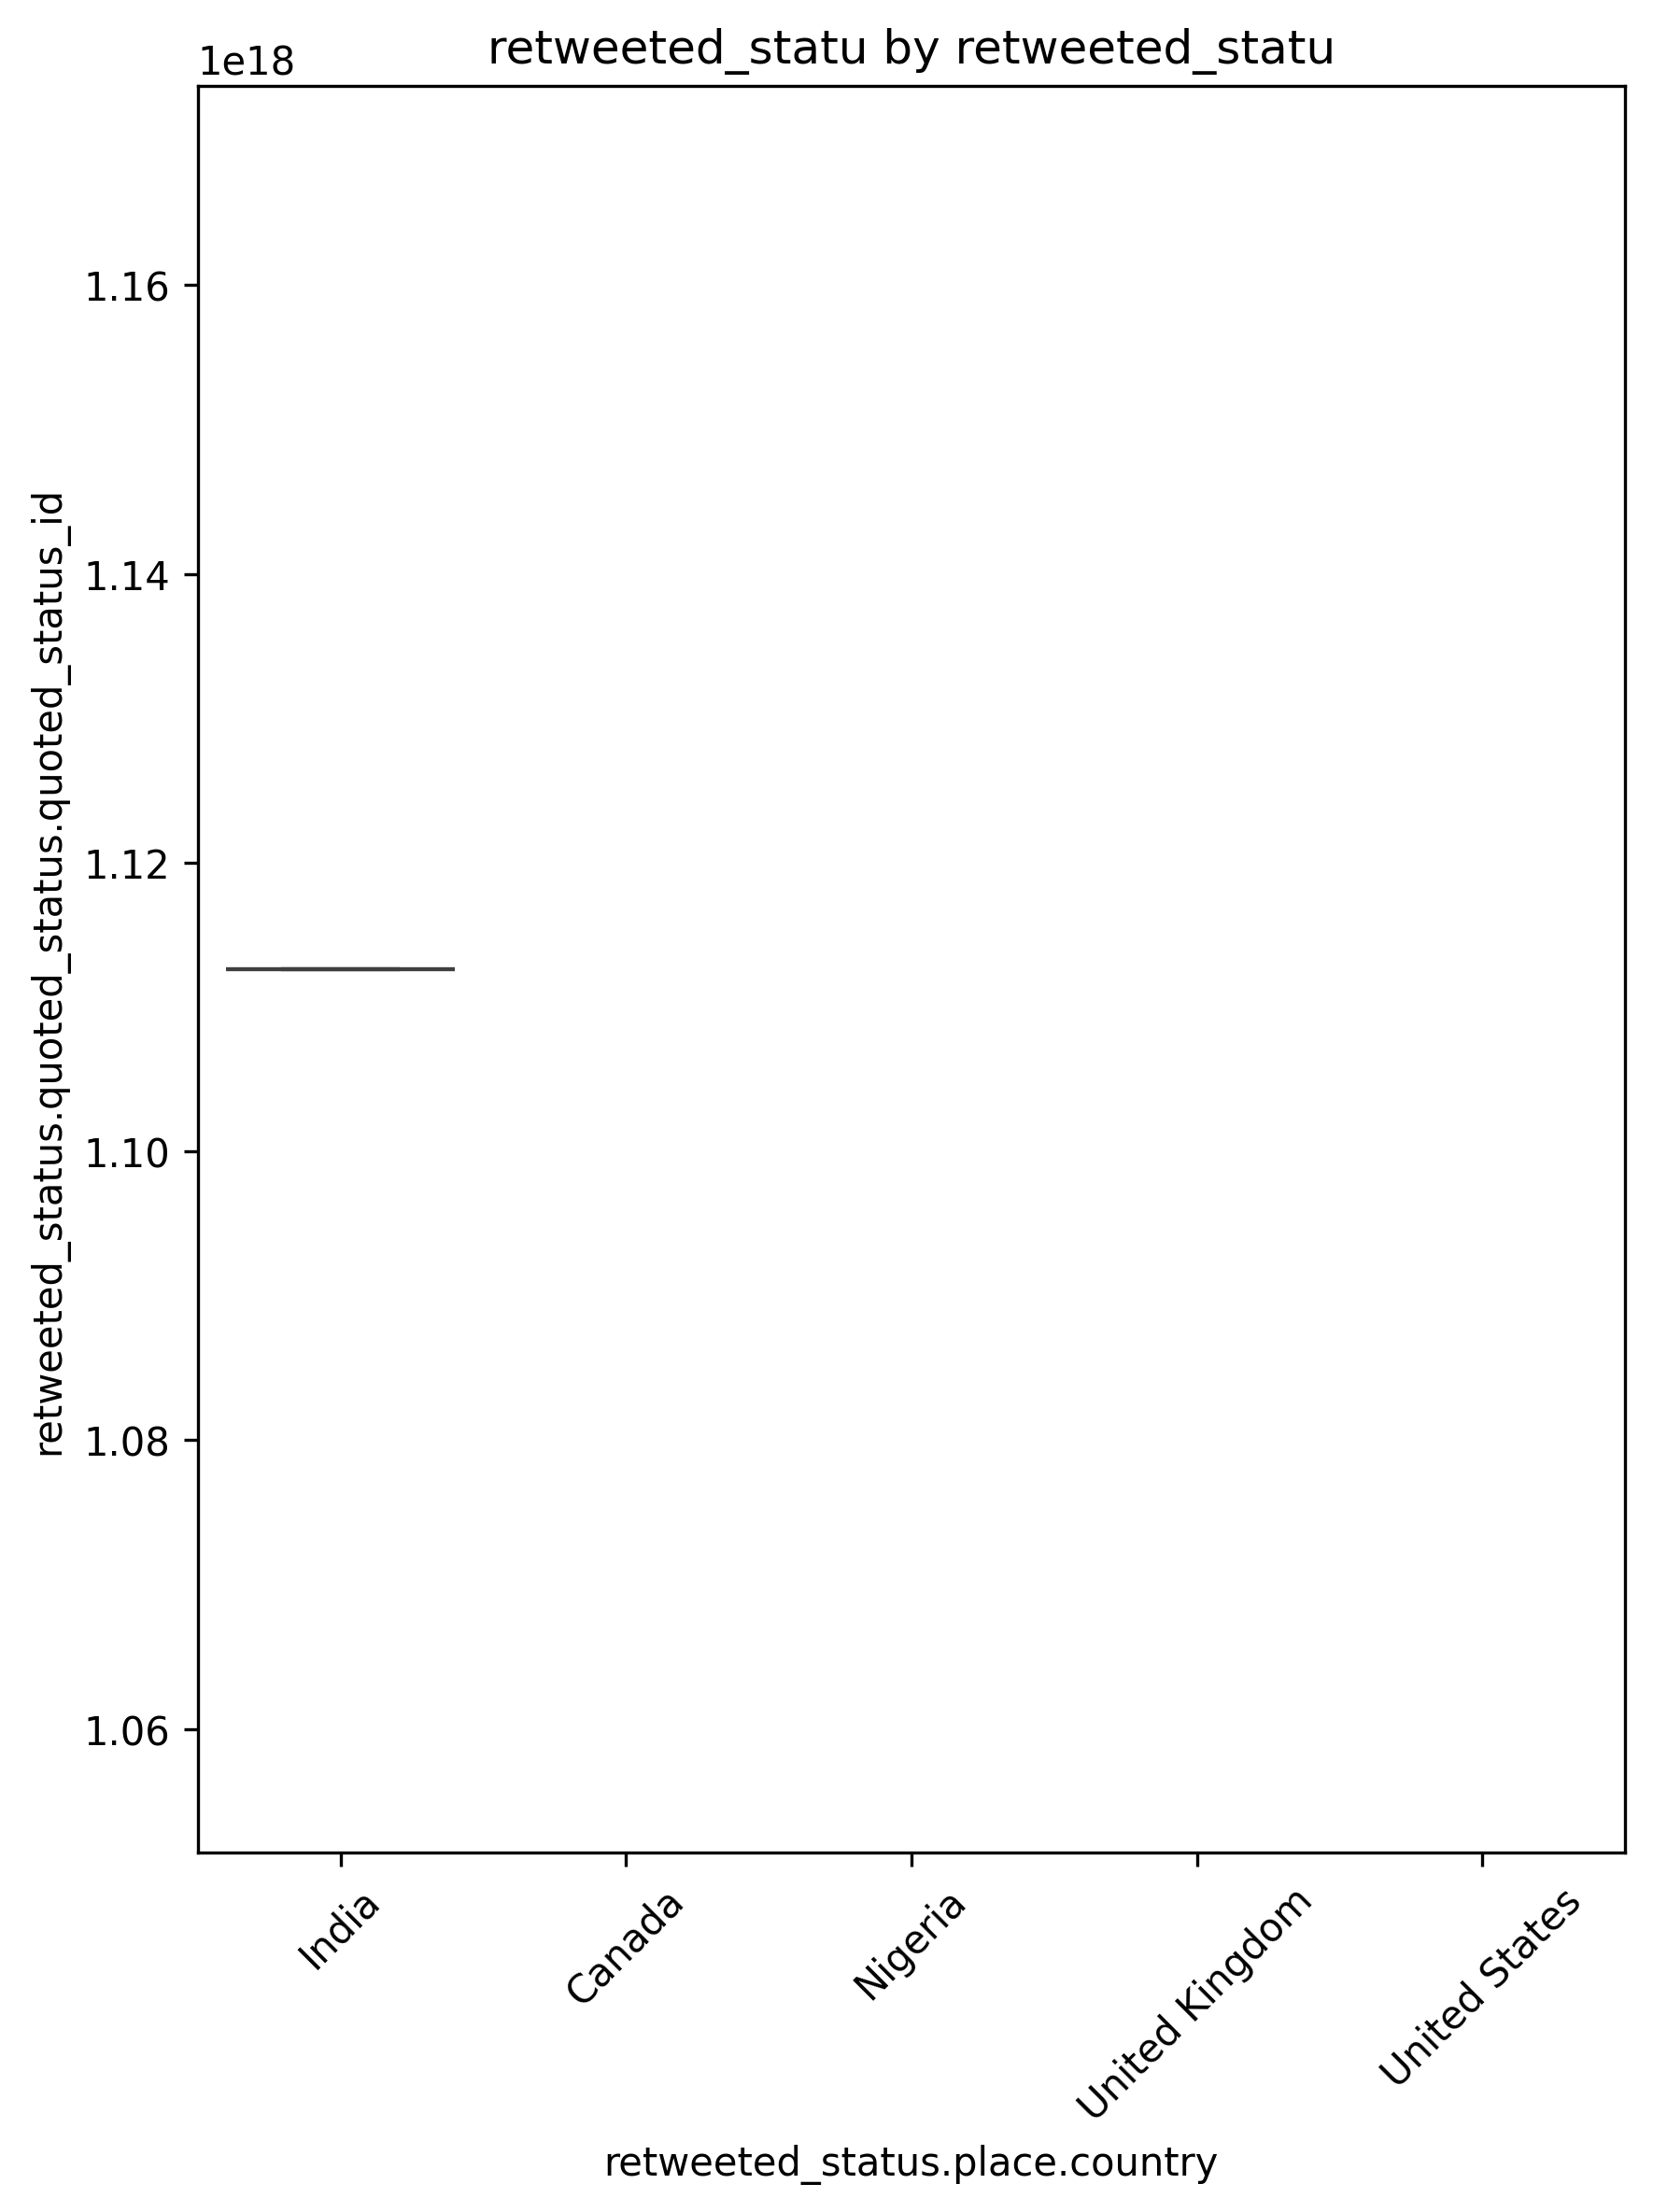 retweeted_statu by retweeted_statu
1e18
1.16
1.14
1.12
1.10
1.08
1.06
retweeted_status.quoted_status.quoted_status_id
India
Canada
Nigeria
United Kingdom
United States
retweeted_status.place.country